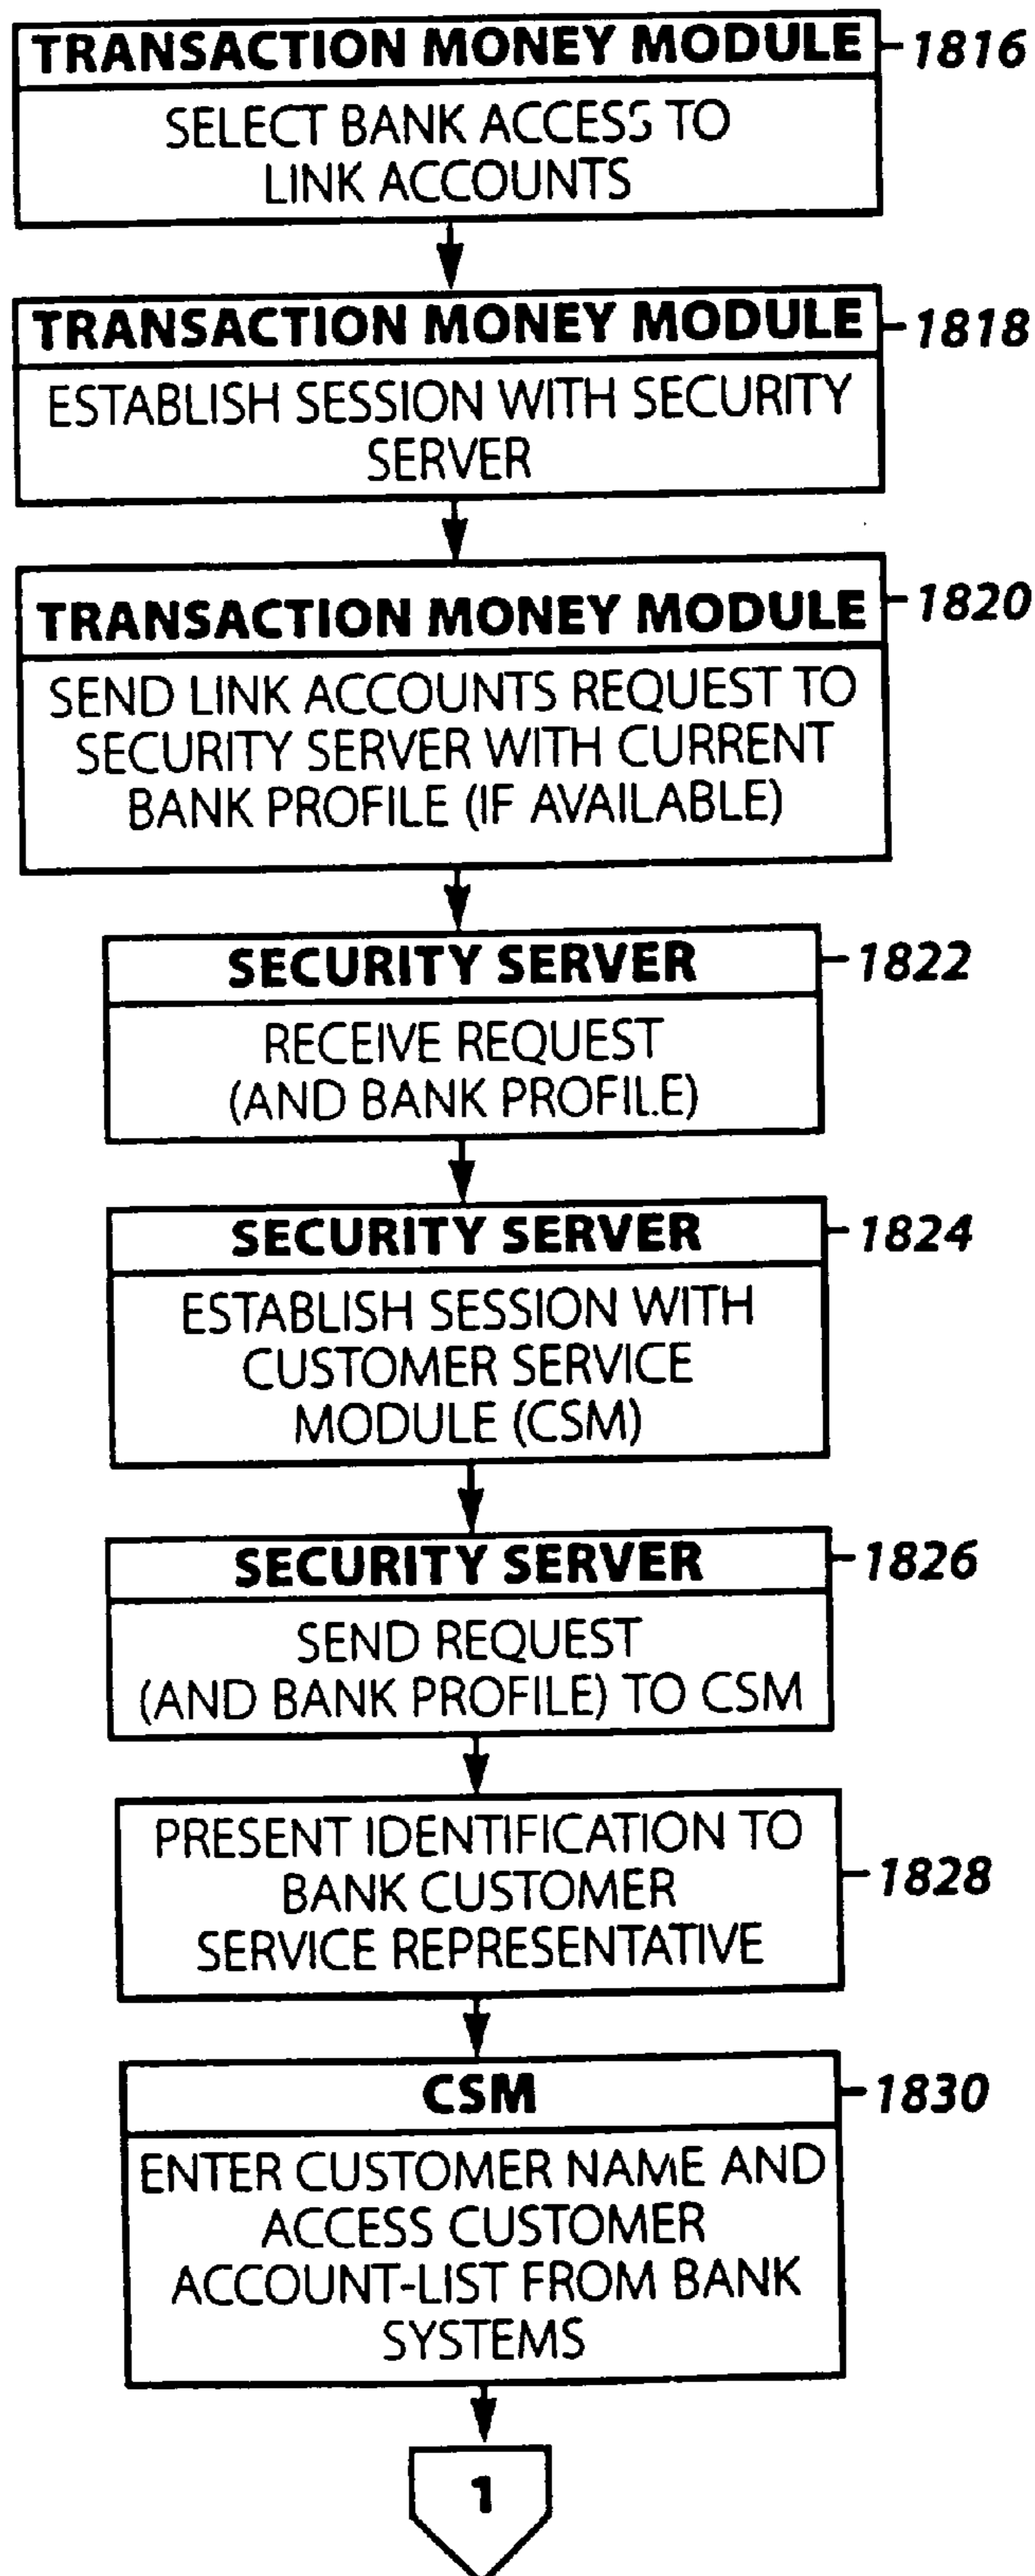 TRANSACTION MONEY MODULE
1816
SELECT BANK ACCESS TO
LINK ACCOUNTS
TRANSACTION MONEY MODULE
1818
ESTABLISH SESSION WITH SECURITY
SERVER
TRANSACTION MONEY MODULE
1820
SEND LINK ACCOUNTS REQUEST TO
SECURITY SERVER WITH CURRENT
BANK PROFILE (IF AVAILABLE)
SECURITY SERVER
1822
RECEIVE REQUEST
(AND BANK PROFILE)
SECURITY SERVER
1824
ESTABLISH SESSION WITH
CUSTOMER SERVICE
MODULE (CSM)
SECURITY SERVER
1826
SEND REQUEST
(AND BANK PROFILE) TO CSM
PRESENT IDENTIFICATION TO
BANK CUSTOMER
SERVICE REPRESENTATIVE
1828
CSM
1830
ENTER CUSTOMER NAME AND
ACCESS CUSTOMER
ACCOUNT-LIST FROM BANK
SYSTEMS
1